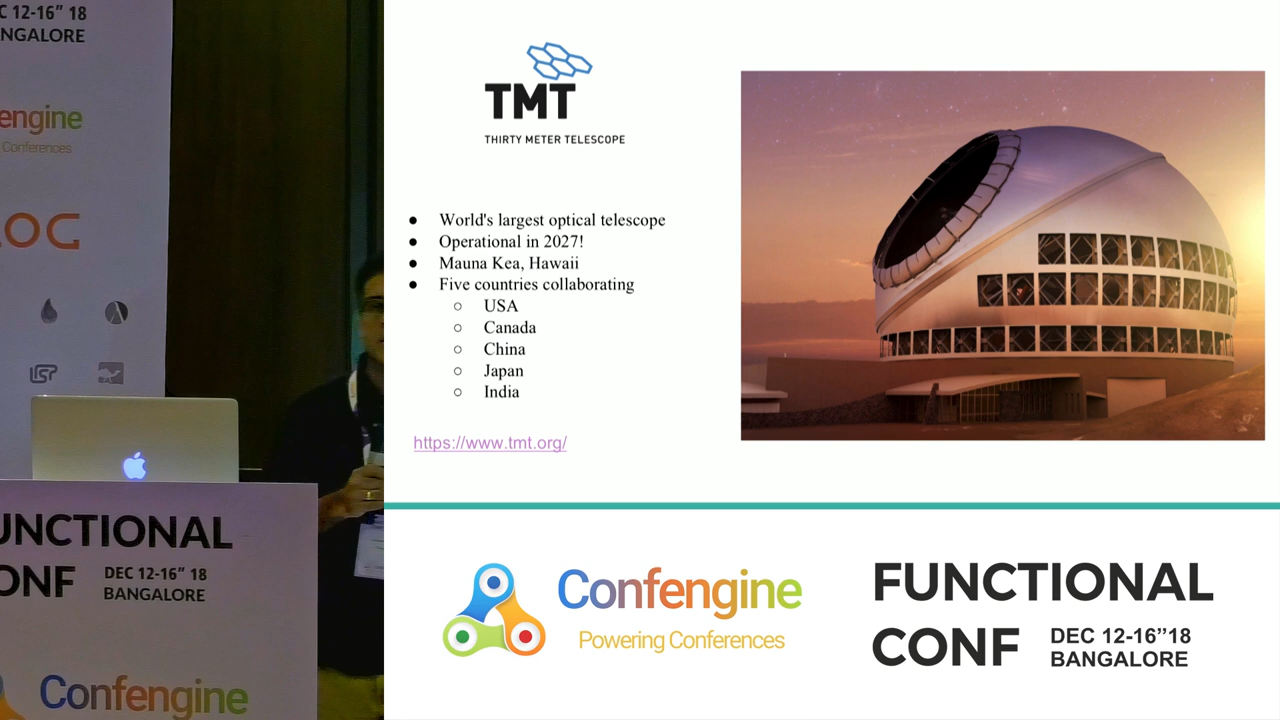 C 12-16” 18
NGALORE
engine
Conferences
LOG
LISP
UNCTIONAL
ONF
DEC 12-16” 18
BANGALORE
Confengine
TMT
THIRTY METER TELESCOPE
● World's largest optical telescope
● Operational in 2027!
● Mauna Kea, Hawaii
● Five countries collaborating
○ USA
○ Canada
○ China
○ Japan
○ India
https://www.tmt.org/
Confengine
Powering Conferences
FUNCTIONAL
CONF
DEC 12-16”18
BANGALORE